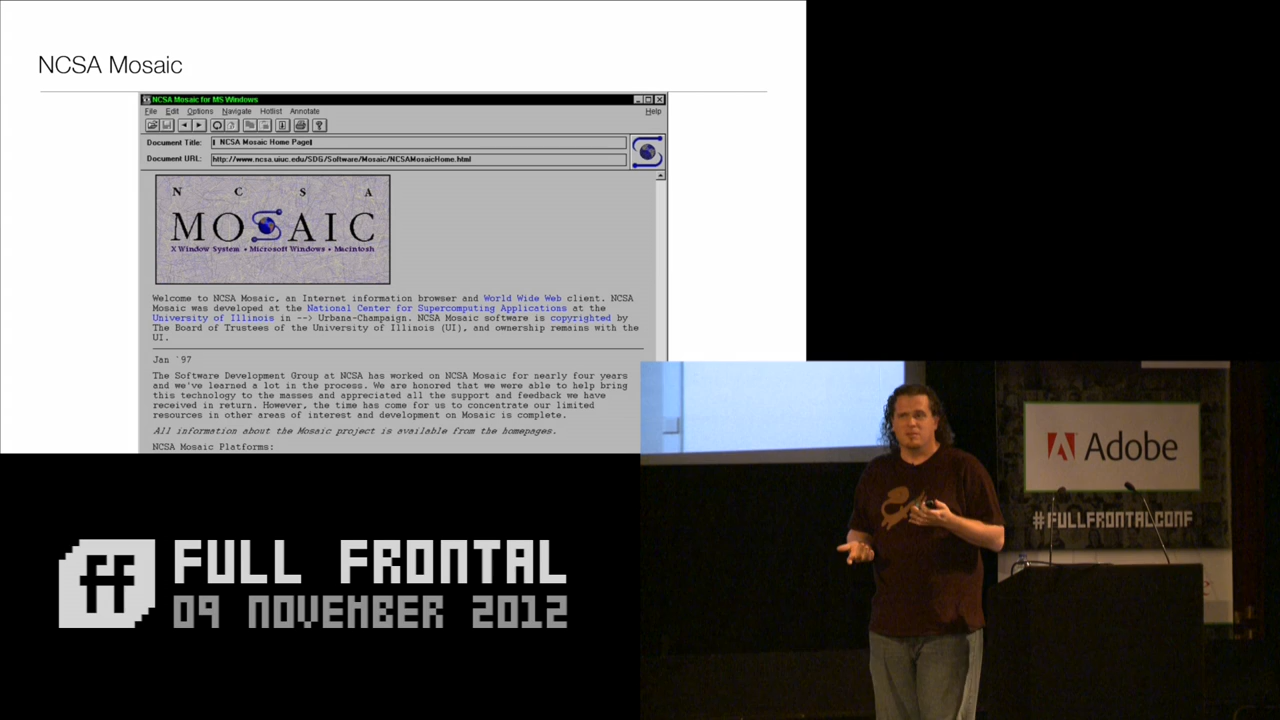 NCSA Mosaic
NCSA Mosaic for MS Windows
File Edit Options Navigate Hotlist Annotate Help
Document Title: NCSA Mosaic Home Page
Document URL: http://www.ncsa.uiuc.edu/SDG/Software/Mosaic/NCSAMosaicHome.html
N C S A
MOSAIC
X Window System • Microsoft Windows • Macintosh
Welcome to NCSA Mosaic, an Internet information browser and World Wide Web client. NCSA
Mosaic was developed at the National Center for Supercomputing Applications at the
University of Illinois in --> Urbana-Champaign. NCSA Mosaic software is copyrighted by
The Board of Trustees of the University of Illinois (UI), and ownership remains with the
UI.
Jan '97
The Software Development Group at NCSA has worked on NCSA Mosaic for nearly four years
and we've learned a lot in the process. We are honored that we were able to help bring
this technology to the masses and appreciated all the support and feedback we have
received in return. However, the time has come for us to concentrate our limited
resources in other areas of interest and development on Mosaic is complete.
All information about the Mosaic project is available from the homepages.
NCSA Mosaic Platforms:
Adobe
#FULLFRONTALCONF
ff FULL FRONTAL
09 NOVEMBER 2012